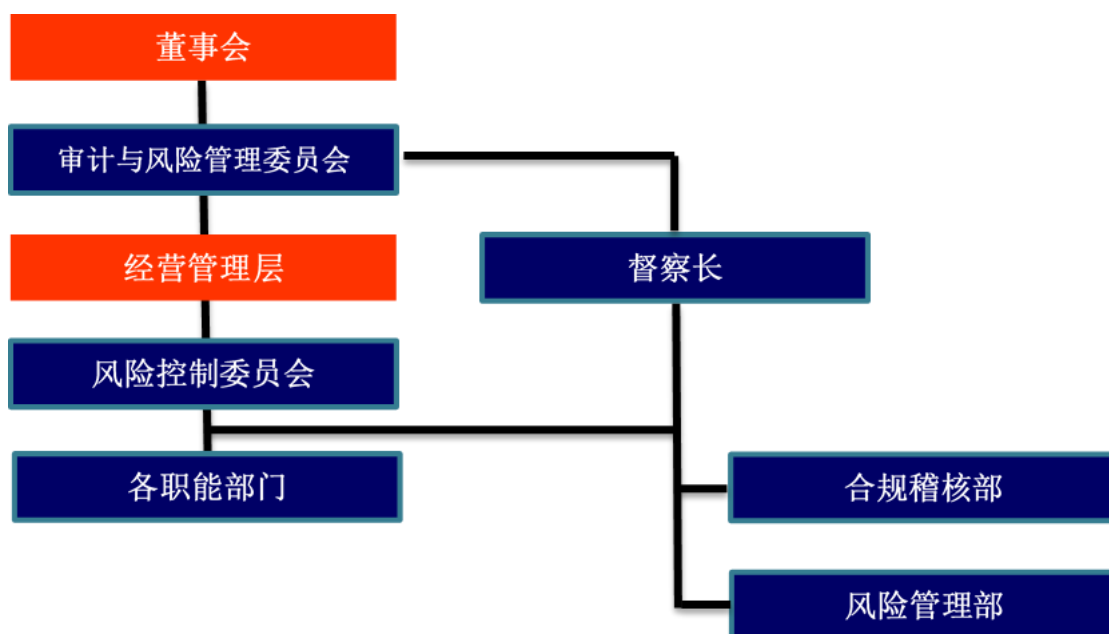 董事会
审计与风险管理委员会
经营管理层
督察长
风险控制委员会
各职能部门
合规稽核部
风险管理部